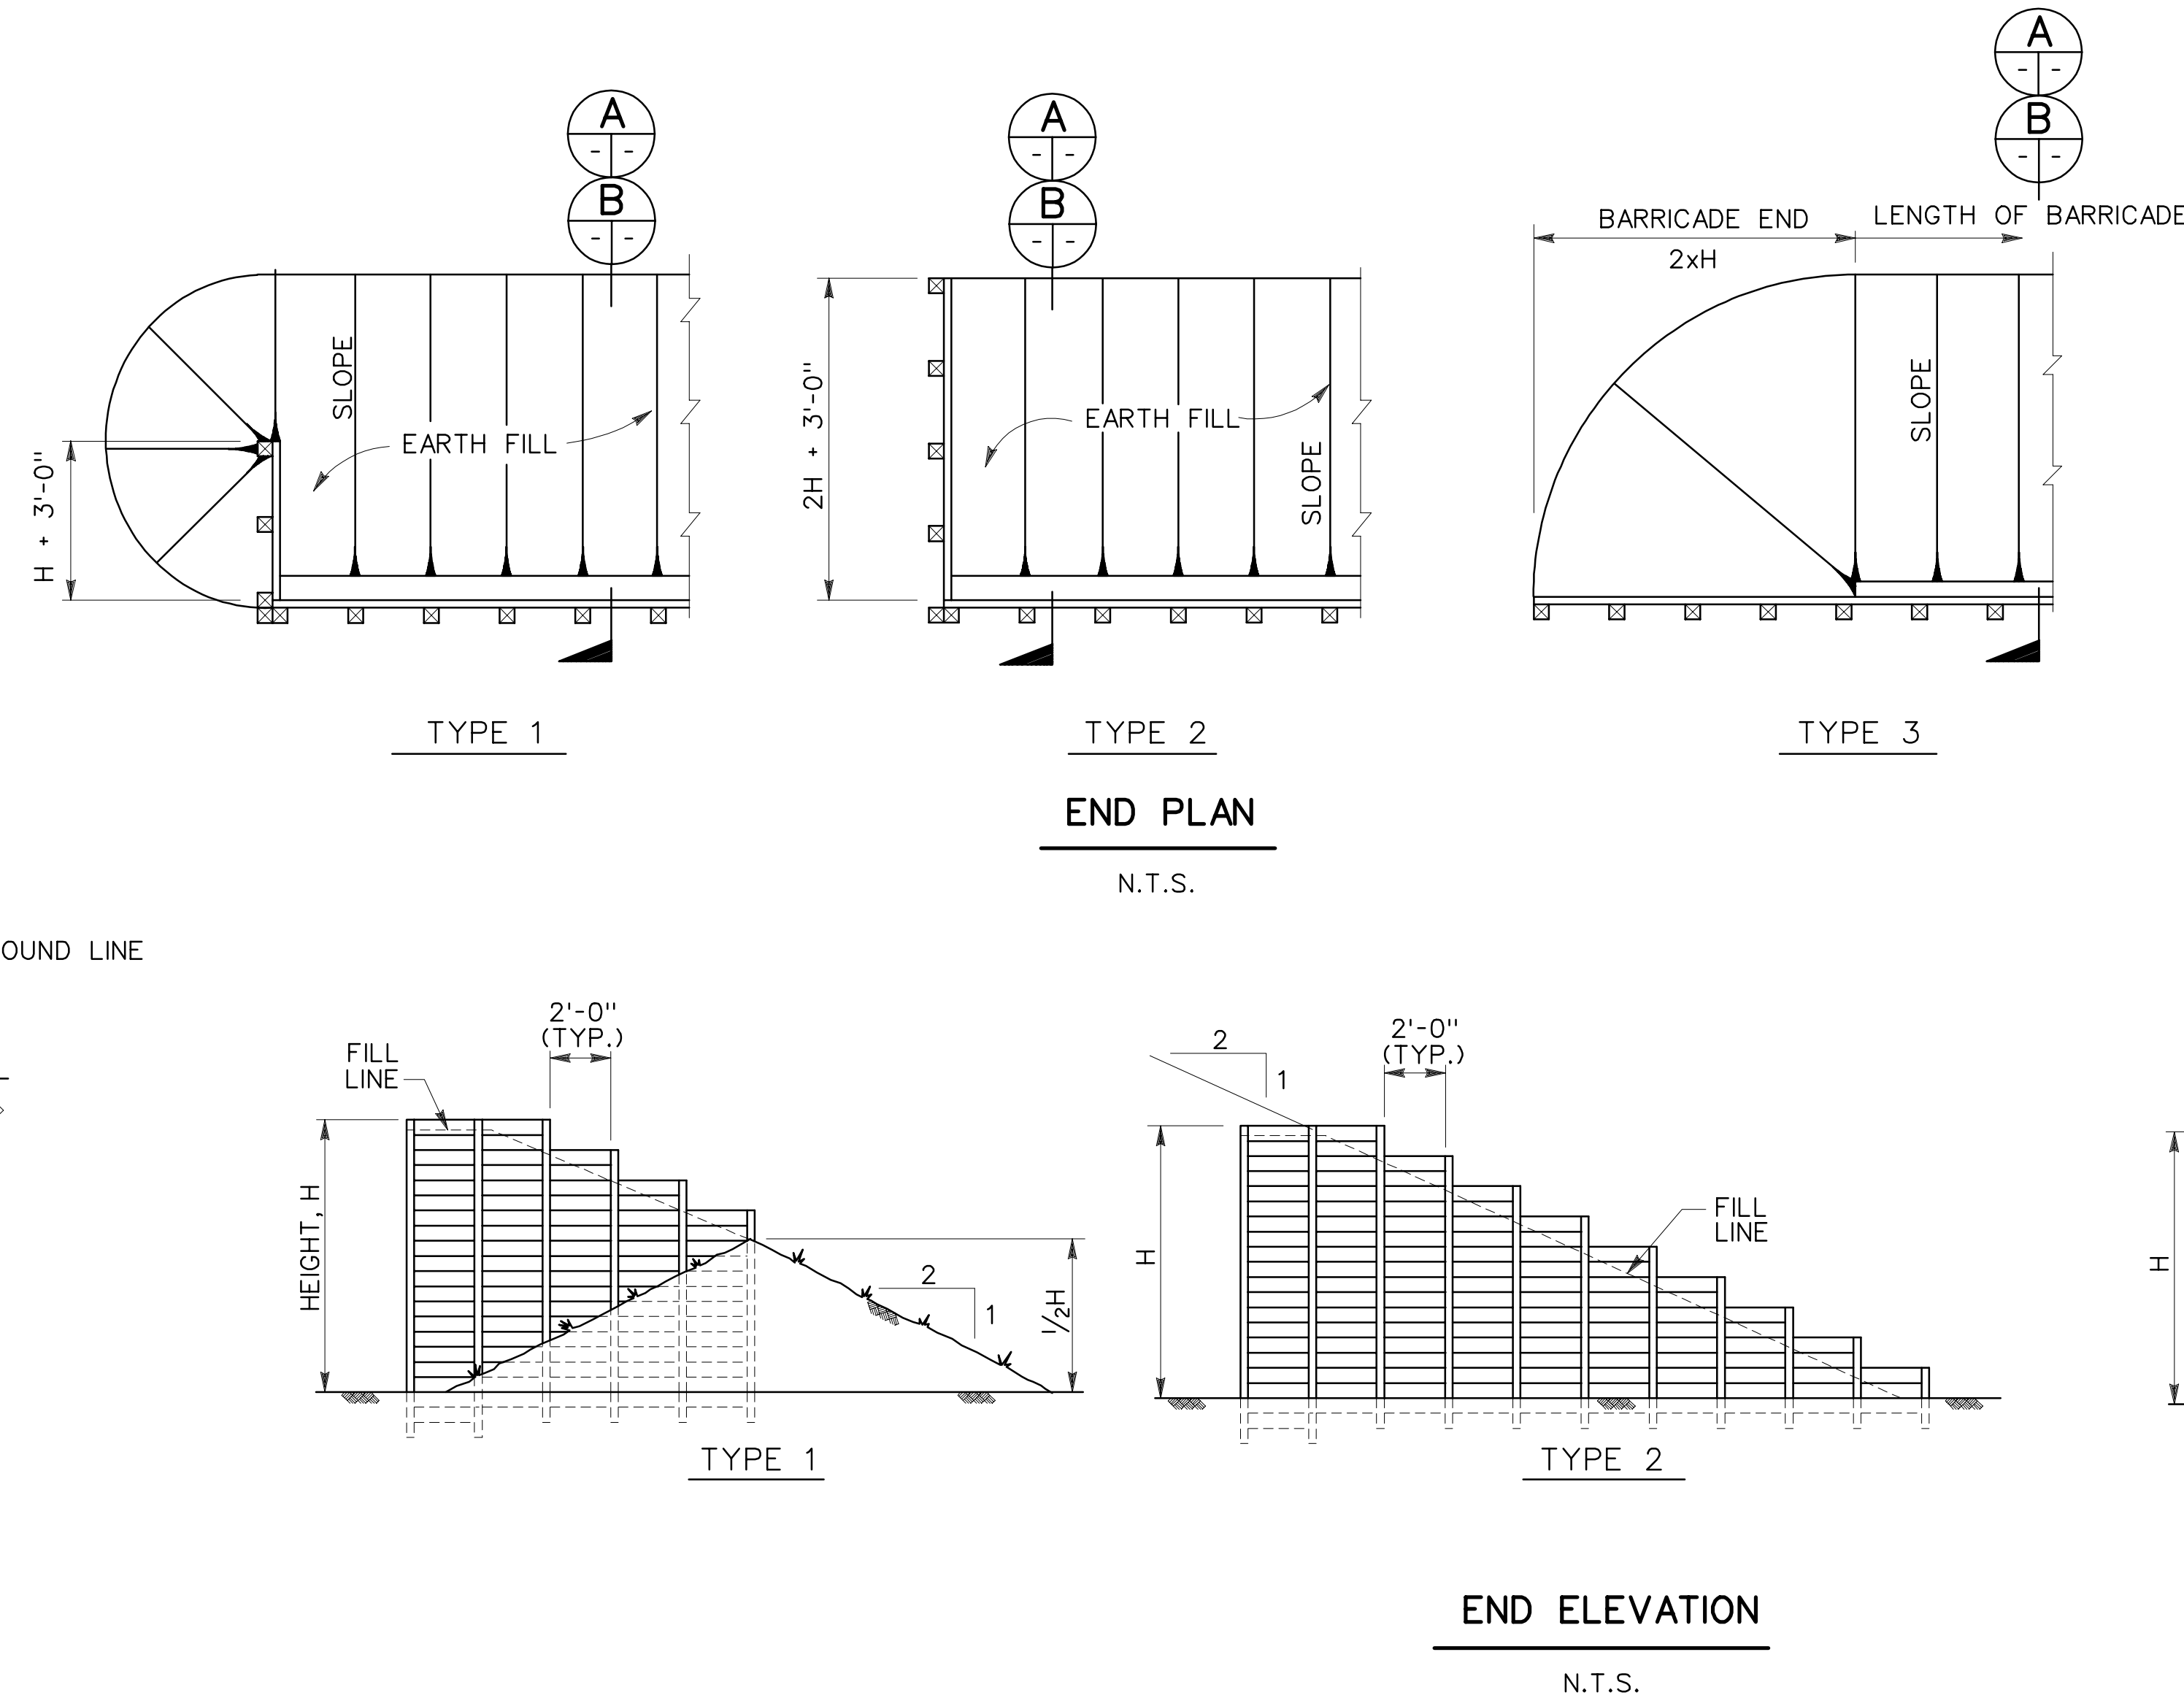 A
- -
B
- -
A
- -
B
- -
A
- -
B
- -
BARRICADE END
2xH
LENGTH OF BARRICADE
SLOPE
EARTH FILL
H + 3'-0"
2H + 3'-0"
EARTH FILL
SLOPE
SLOPE
TYPE 1
TYPE 2
TYPE 3
END PLAN
N.T.S.
OUND LINE
2'-0"
(TYP.)
FILL
LINE
HEIGHT, H
2
1
1/2H
2
1
2'-0"
(TYP.)
H
FILL
LINE
H
TYPE 1
TYPE 2
END ELEVATION
N.T.S.